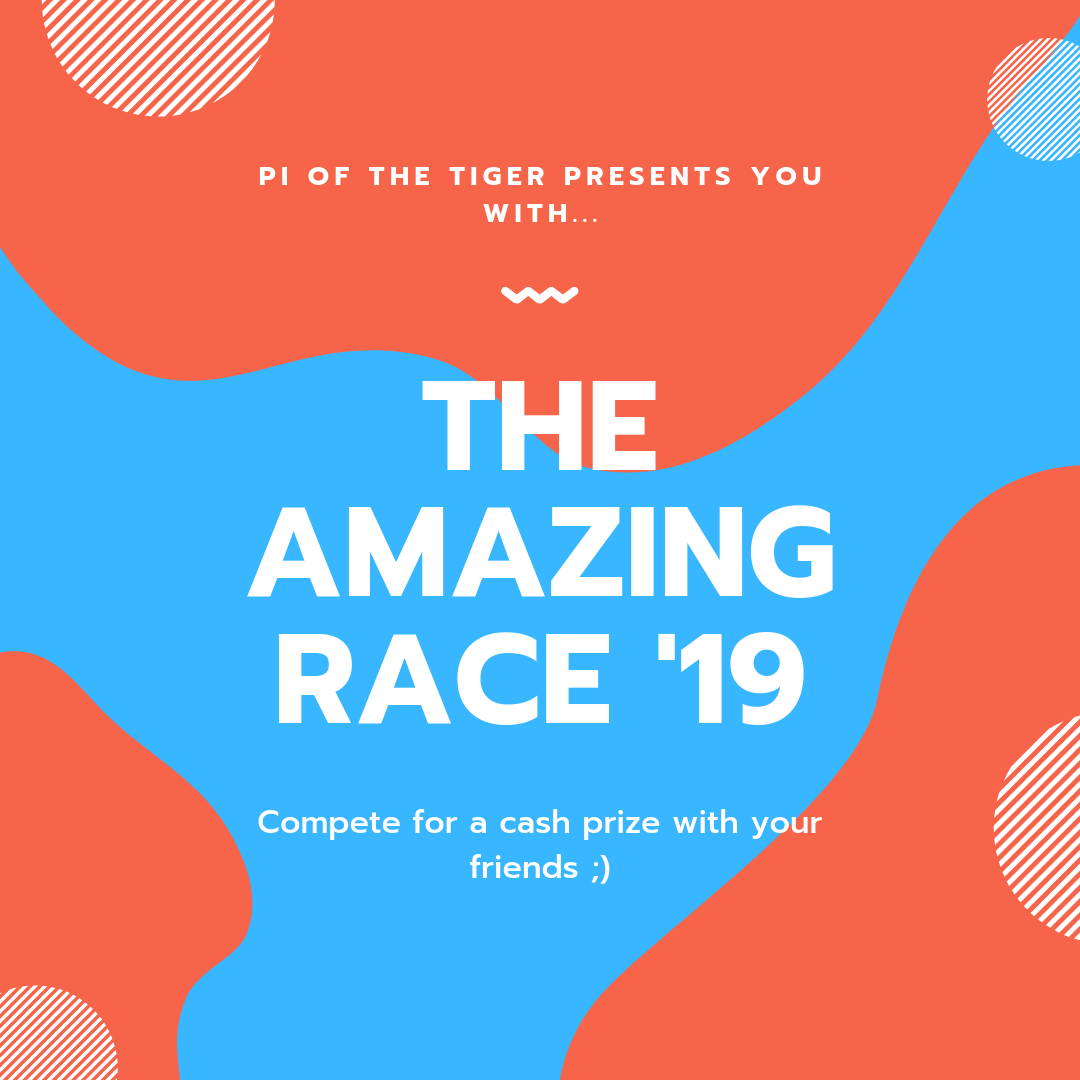 PI OF THE TIGER PRESENTS YOU
WITH...
THE
AMAZING
RACE '19
Compete for a cash prize with your
friends ;)